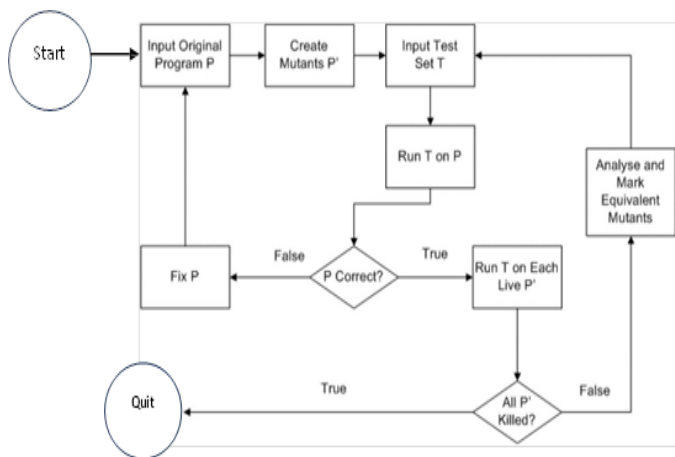 Start
Input Original
Program P
Create
Mutants P'
Input Test
Set T
Run T on P
Analyse and
Mark
Equivalent
Mutants
Fix P
False
P Correct?
True
Run T on Each
Live P'
Quit
True
All P'
Killed?
False